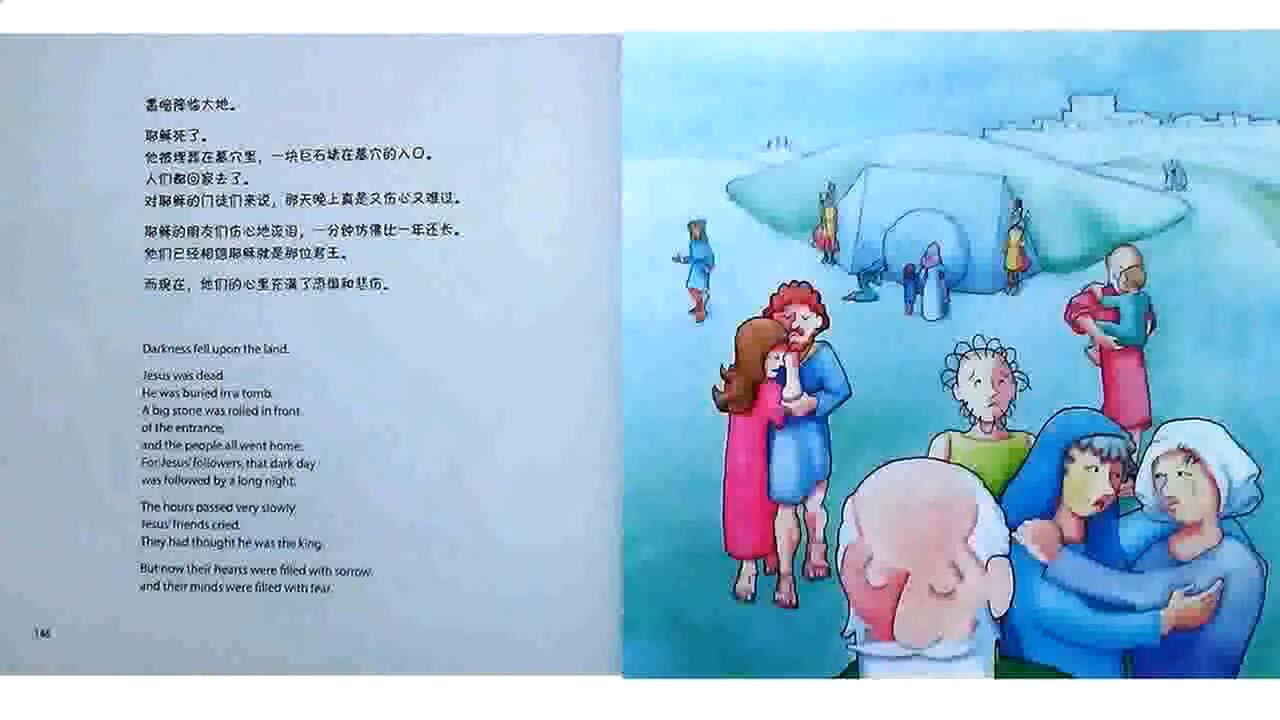 黑暗降临大地。
耶稣死了。
他被埋葬在墓穴里，一块巨石堵在墓穴的入口。
人们都回家去了。
对耶稣的门徒们来说，那天晚上真是又伤心又难过。
耶稣的朋友们伤心地流泪，一分钟仿佛比一年还长。
他们已经相信耶稣就是那位君王。
而现在，他们的心里充满了恐惧和悲伤。
Darkness fell upon the land.
Jesus was dead.
He was buried in a tomb.
A big stone was rolled in front
of the entrance,
and the people all went home.
For Jesus' followers, that dark day
was followed by a long night.
The hours passed very slowly.
Jesus' friends cried.
They had thought he was the king.
But now their hearts were filled with sorrow
and their minds were filled with fear.